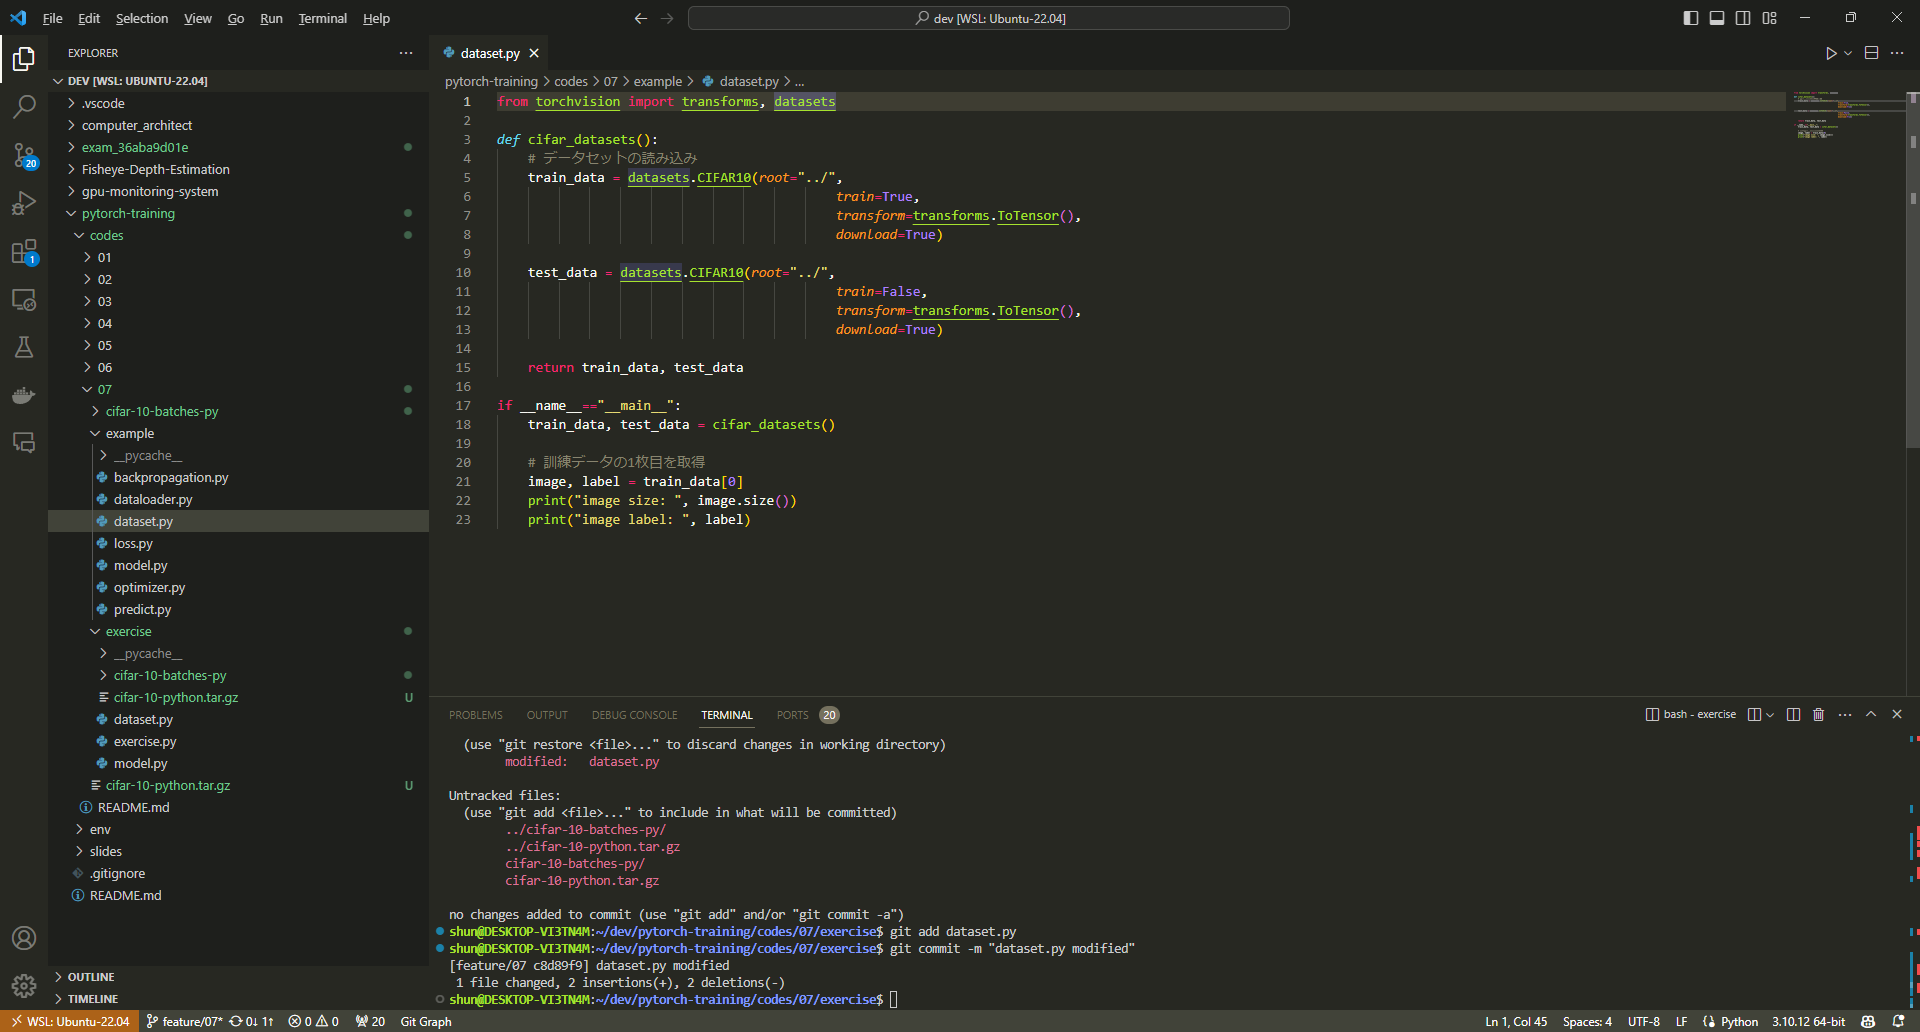 File Edit Selection View Go Run Terminal Help
dev [WSL: Ubuntu-22.04]
EXPLORER
DEV [WSL: UBUNTU-22.04]
.vscode
computer_architect
exam_36aba9d01e
Fisheye-Depth-Estimation
gpu-monitoring-system
pytorch-training
codes
01
02
03
04
05
06
07
cifar-10-batches-py
example
__pycache__
backpropagation.py
dataloader.py
dataset.py
loss.py
model.py
optimizer.py
predict.py
exercise
__pycache__
cifar-10-batches-py
cifar-10-python.tar.gz U
dataset.py
exercise.py
model.py
cifar-10-python.tar.gz U
README.md
env
slides
.gitignore
README.md
OUTLINE
TIMELINE
20
1
dataset.py
pytorch-training > codes > 07 > example > dataset.py > ...
1 from torchvision import transforms, datasets
2
3 def cifar_datasets():
4 # データセットの読み込み
5 train_data = datasets.CIFAR10(root="../",
6 train=True,
7 transform=transforms.ToTensor(),
8 download=True)
9
10 test_data = datasets.CIFAR10(root="../",
11 train=False,
12 transform=transforms.ToTensor(),
13 download=True)
14
15 return train_data, test_data
16
17 if __name__=="__main__":
18 train_data, test_data = cifar_datasets()
19
20 # 訓練データの1枚目を取得
21 image, label = train_data[0]
22 print("image size: ", image.size())
23 print("image label: ", label)
PROBLEMS OUTPUT DEBUG CONSOLE TERMINAL PORTS 20
bash - exercise
(use "git restore <file>..." to discard changes in working directory)
modified: dataset.py
Untracked files:
(use "git add <file>..." to include in what will be committed)
../cifar-10-batches-py/
../cifar-10-python.tar.gz
cifar-10-batches-py/
cifar-10-python.tar.gz
no changes added to commit (use "git add" and/or "git commit -a")
shun@DESKTOP-VI3TN4M:~/dev/pytorch-training/codes/07/exercise$ git add dataset.py
shun@DESKTOP-VI3TN4M:~/dev/pytorch-training/codes/07/exercise$ git commit -m "dataset.py modified"
[feature/07 c8d89f9] dataset.py modified
1 file changed, 2 insertions(+), 2 deletions(-)
shun@DESKTOP-VI3TN4M:~/dev/pytorch-training/codes/07/exercise$
WSL: Ubuntu-22.04 feature/07* 0↓ 1↑ 0 0 20 Git Graph
Ln 1, Col 45 Spaces: 4 UTF-8 LF Python 3.10.12 64-bit